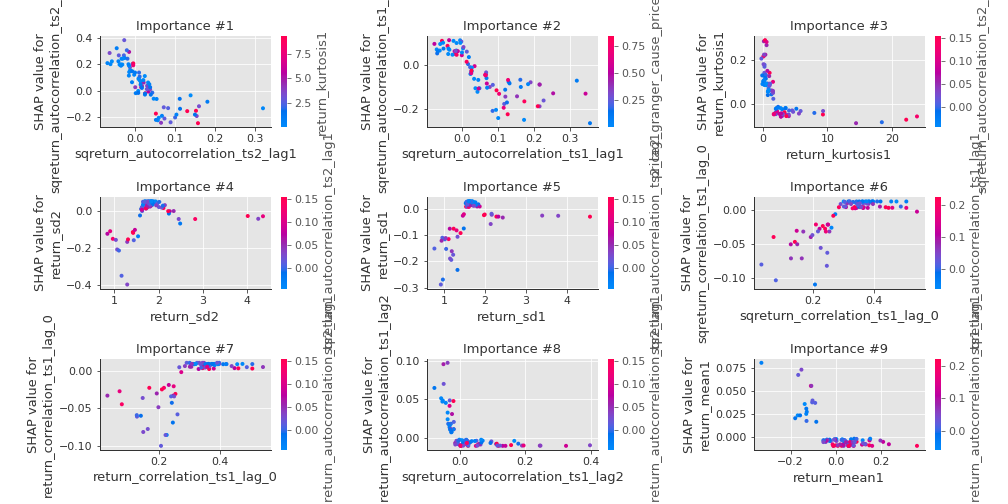 Importance #1
Importance #2
Importance #3
SHAP value for
sqreturn_autocorrelation_ts2_
0.4
0.2
0.0
−0.2
0.0
0.1
0.2
0.3
sqreturn_autocorrelation_ts2_lag1
7.5
5.0
2.5
return_kurtosis1
SHAP value for
sqreturn_autocorrelation_ts1_
0.0
−0.2
0.0
0.1
0.2
0.3
sqreturn_autocorrelation_ts1_lag1
0.75
0.50
0.25
SHAP value for
return_kurtosis1
0.2
0.0
0
10
20
return_kurtosis1
0.15
0.10
0.05
0.00
Importance #4
Importance #5
Importance #6
SHAP value for
return_sd2
0.0
−0.2
−0.4
1
2
3
4
return_sd2
0.15
0.10
0.05
0.00
SHAP value for
return_sd1
0.0
−0.1
−0.2
−0.3
1
2
3
4
return_sd1
0.15
0.10
0.05
0.00
SHAP value for
sqreturn_correlation_ts1_lag_0
0.00
−0.05
−0.10
0.2
0.4
sqreturn_correlation_ts1_lag_0
0.2
0.1
0.0
Importance #7
Importance #8
Importance #9
SHAP value for
return_correlation_ts1_lag_0
0.00
−0.05
−0.10
0.2
0.4
return_correlation_ts1_lag_0
0.15
0.10
0.05
0.00
SHAP value for
sqreturn_autocorrelation_ts1_lag2
0.10
0.05
0.00
0.0
0.2
0.4
sqreturn_autocorrelation_ts1_lag2
0.15
0.10
0.05
0.00
SHAP value for
return_mean1
0.075
0.050
0.025
0.000
−0.2
0.0
0.2
return_mean1
0.2
0.1
0.0